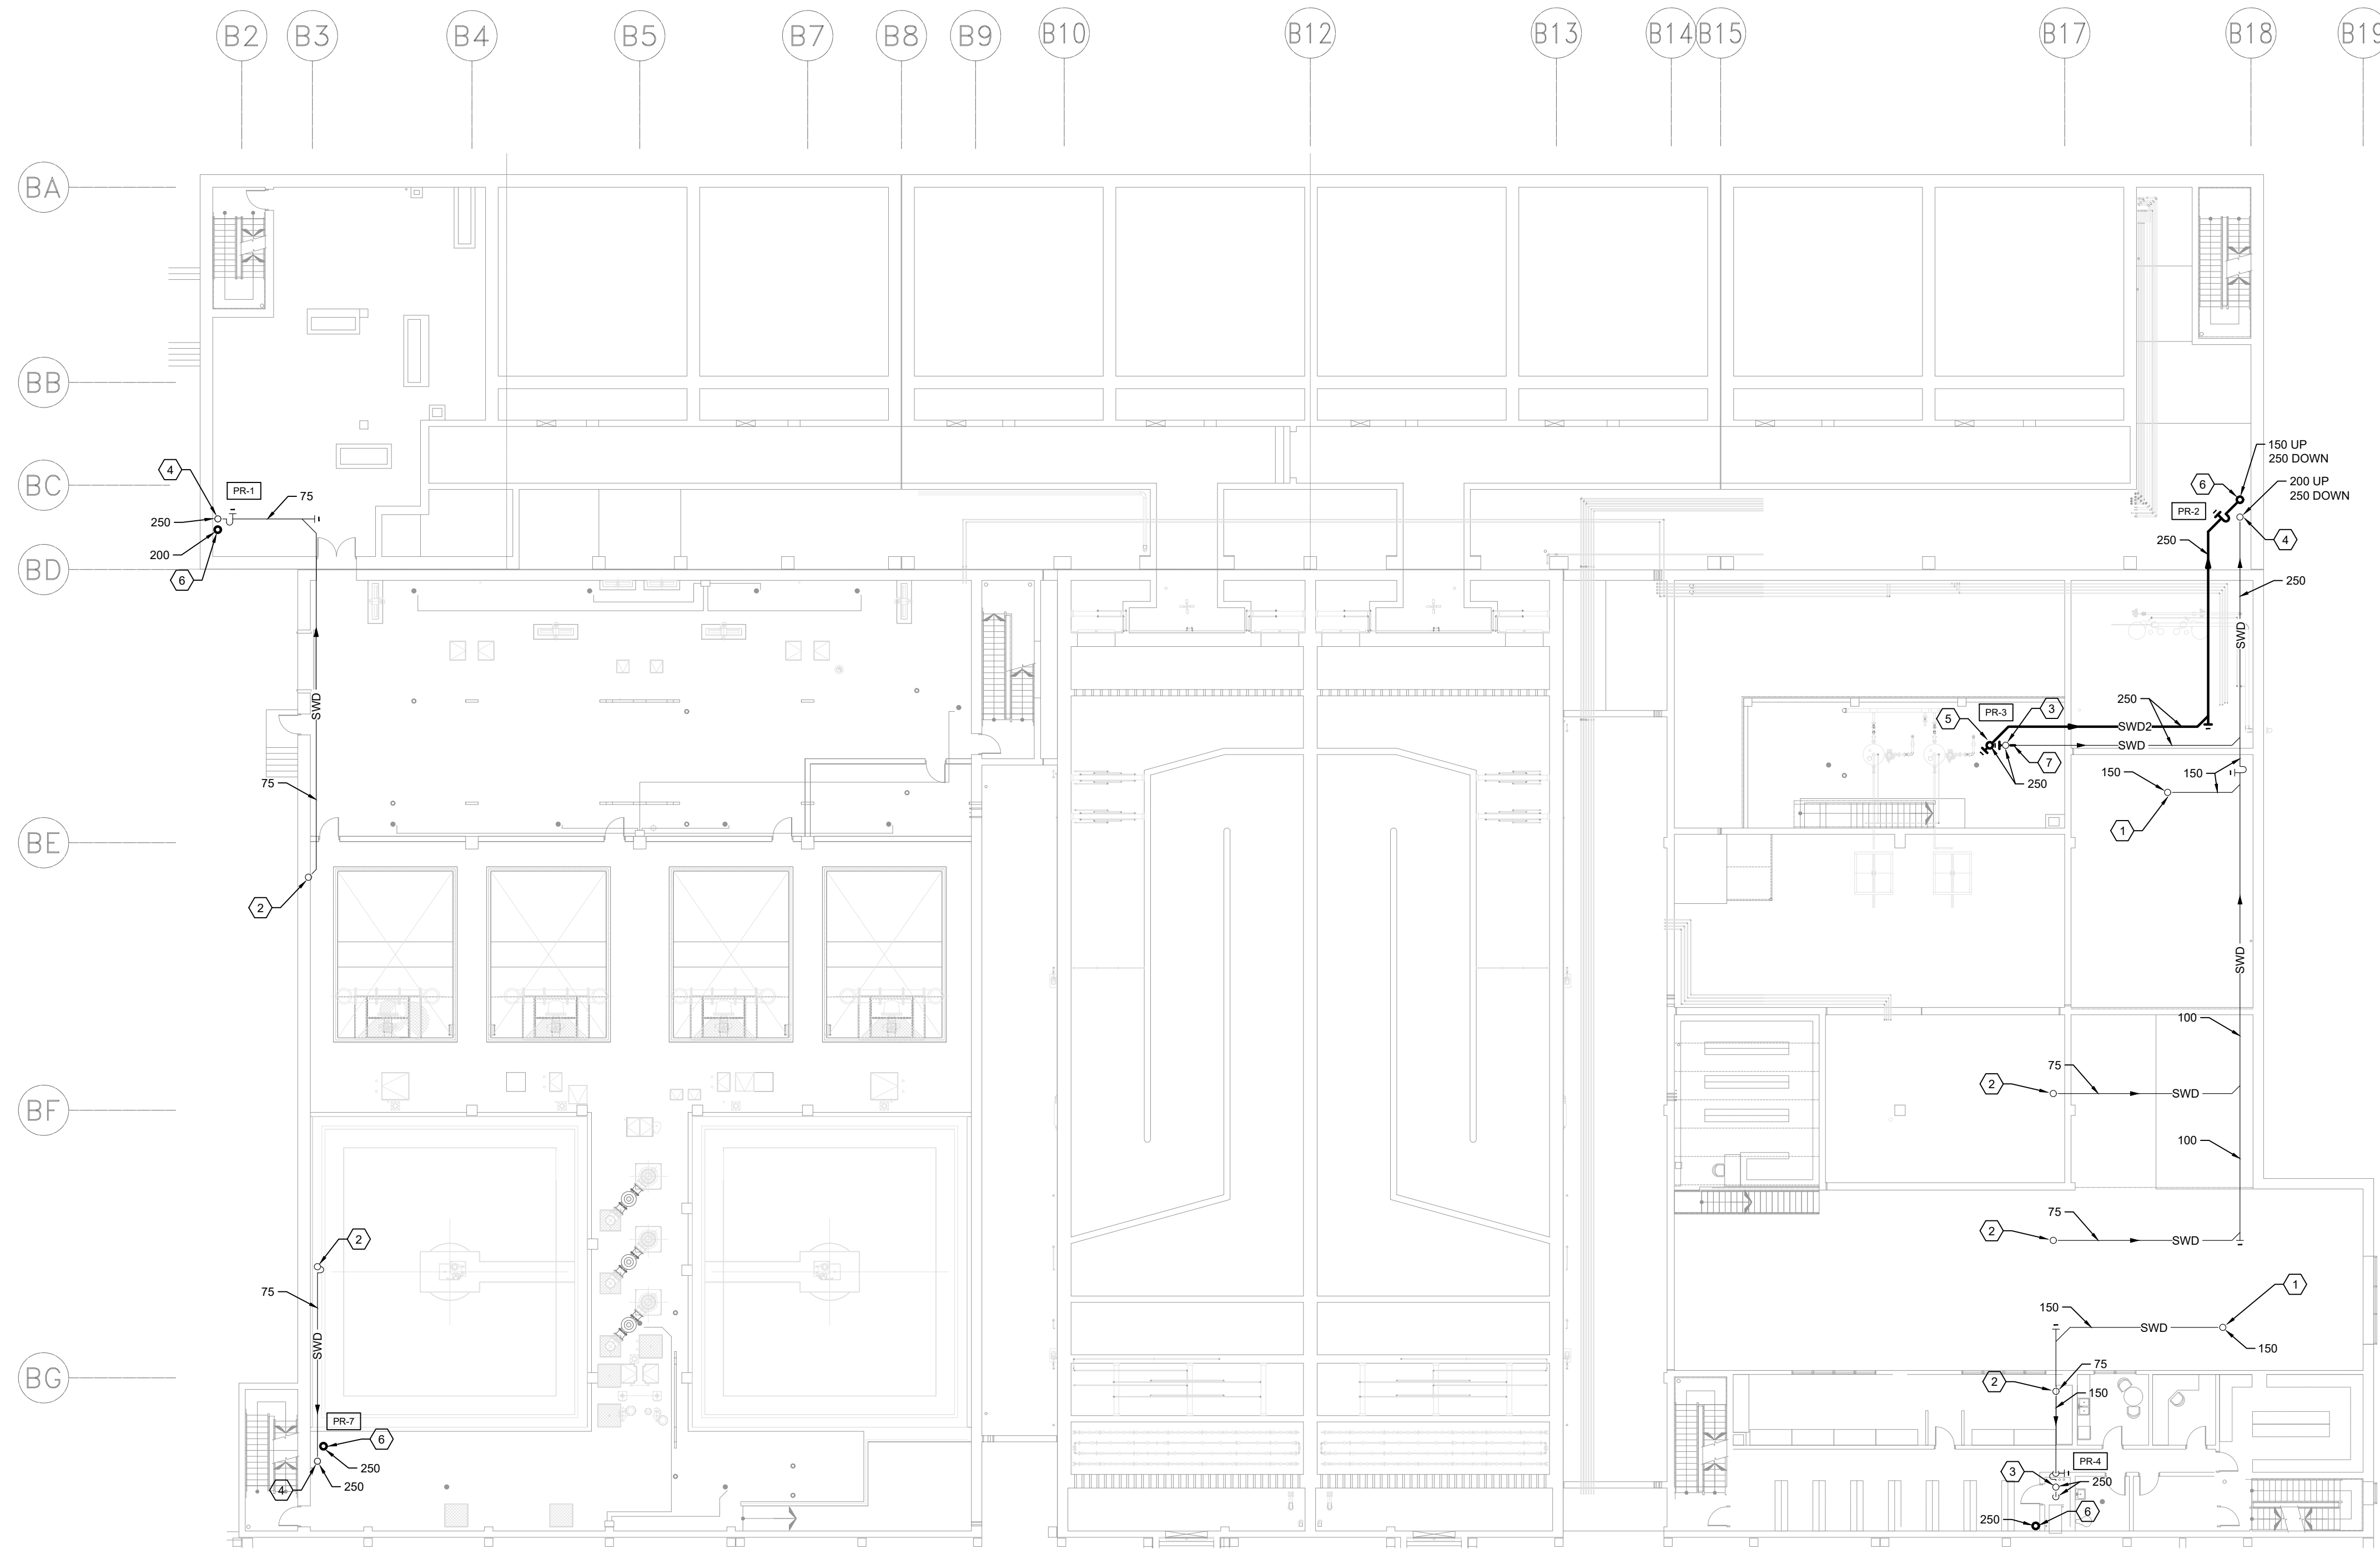 B2 B3 B4 B5 B7 B8 B9 B10 B12 B13 B14 B15 B17 B18 B19
BA
BB
BC
BD
BE
BF
BG
4
PR-1
75
250
200
6
SWD
75
2
2
75
SWD
PR-7
6
250
4
250
150 UP
250 DOWN
6
200 UP
250 DOWN
PR-2
4
250
250
SWD
250
3
PR-3
5
SWD2
SWD
7
250
150
150
1
SWD
100
75
2
SWD
100
75
2
SWD
1
150
SWD
150
75
2
150
PR-4
3
250
250
6